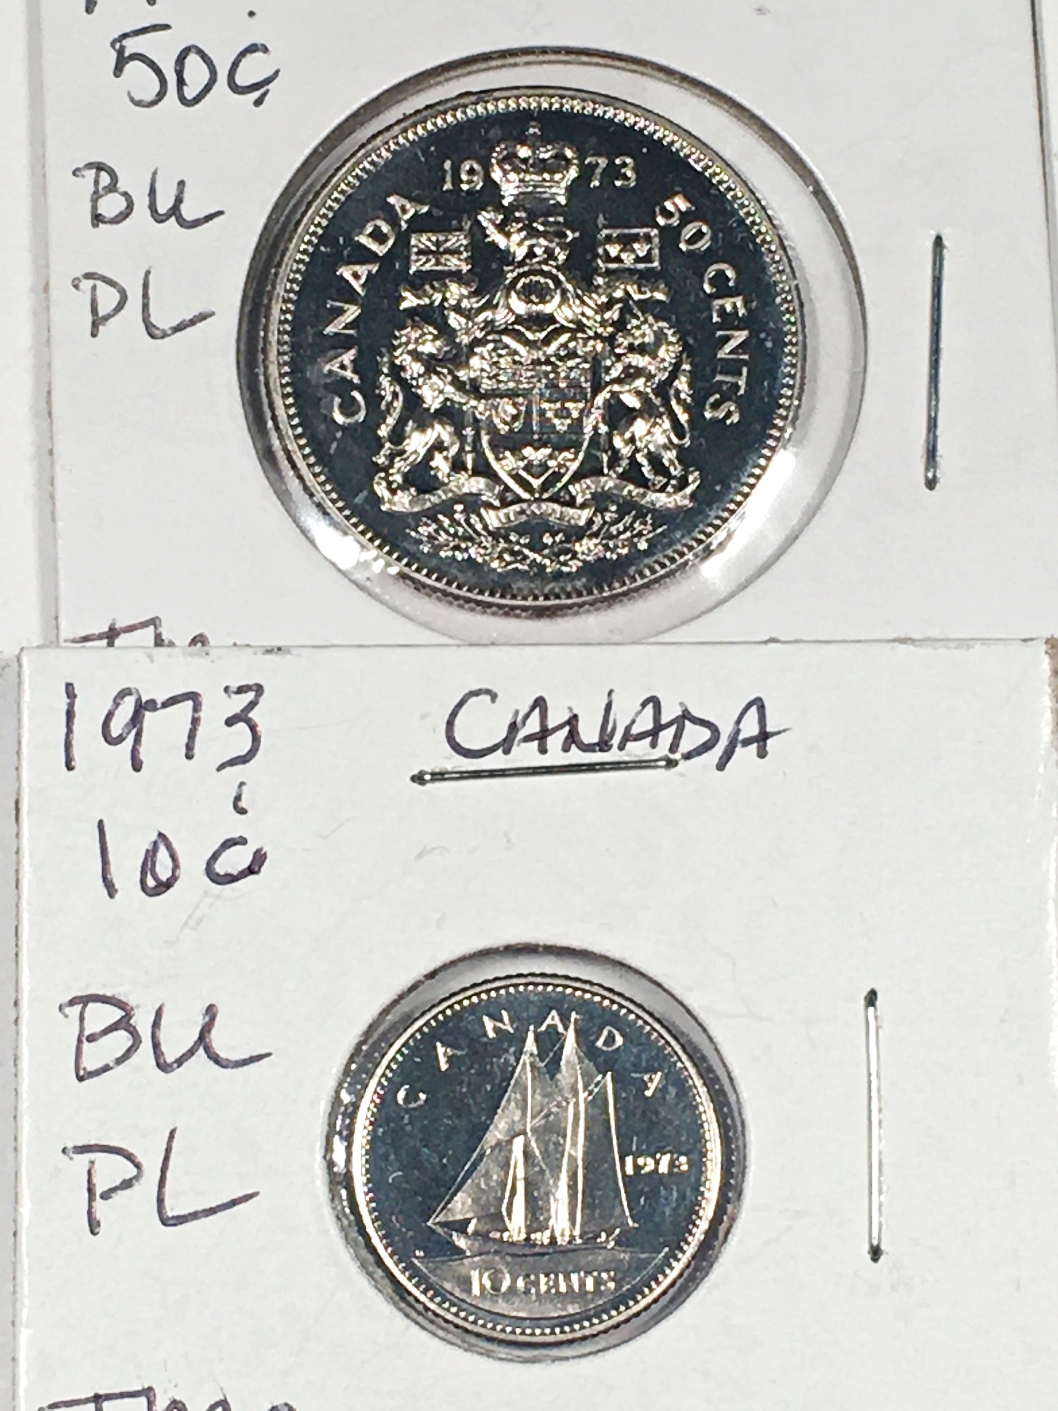 50¢
BU
PL
CANADA 1973 50 CENTS
1973 CANADA
10¢
BU
PL
CANADA
1973
10 CENTS